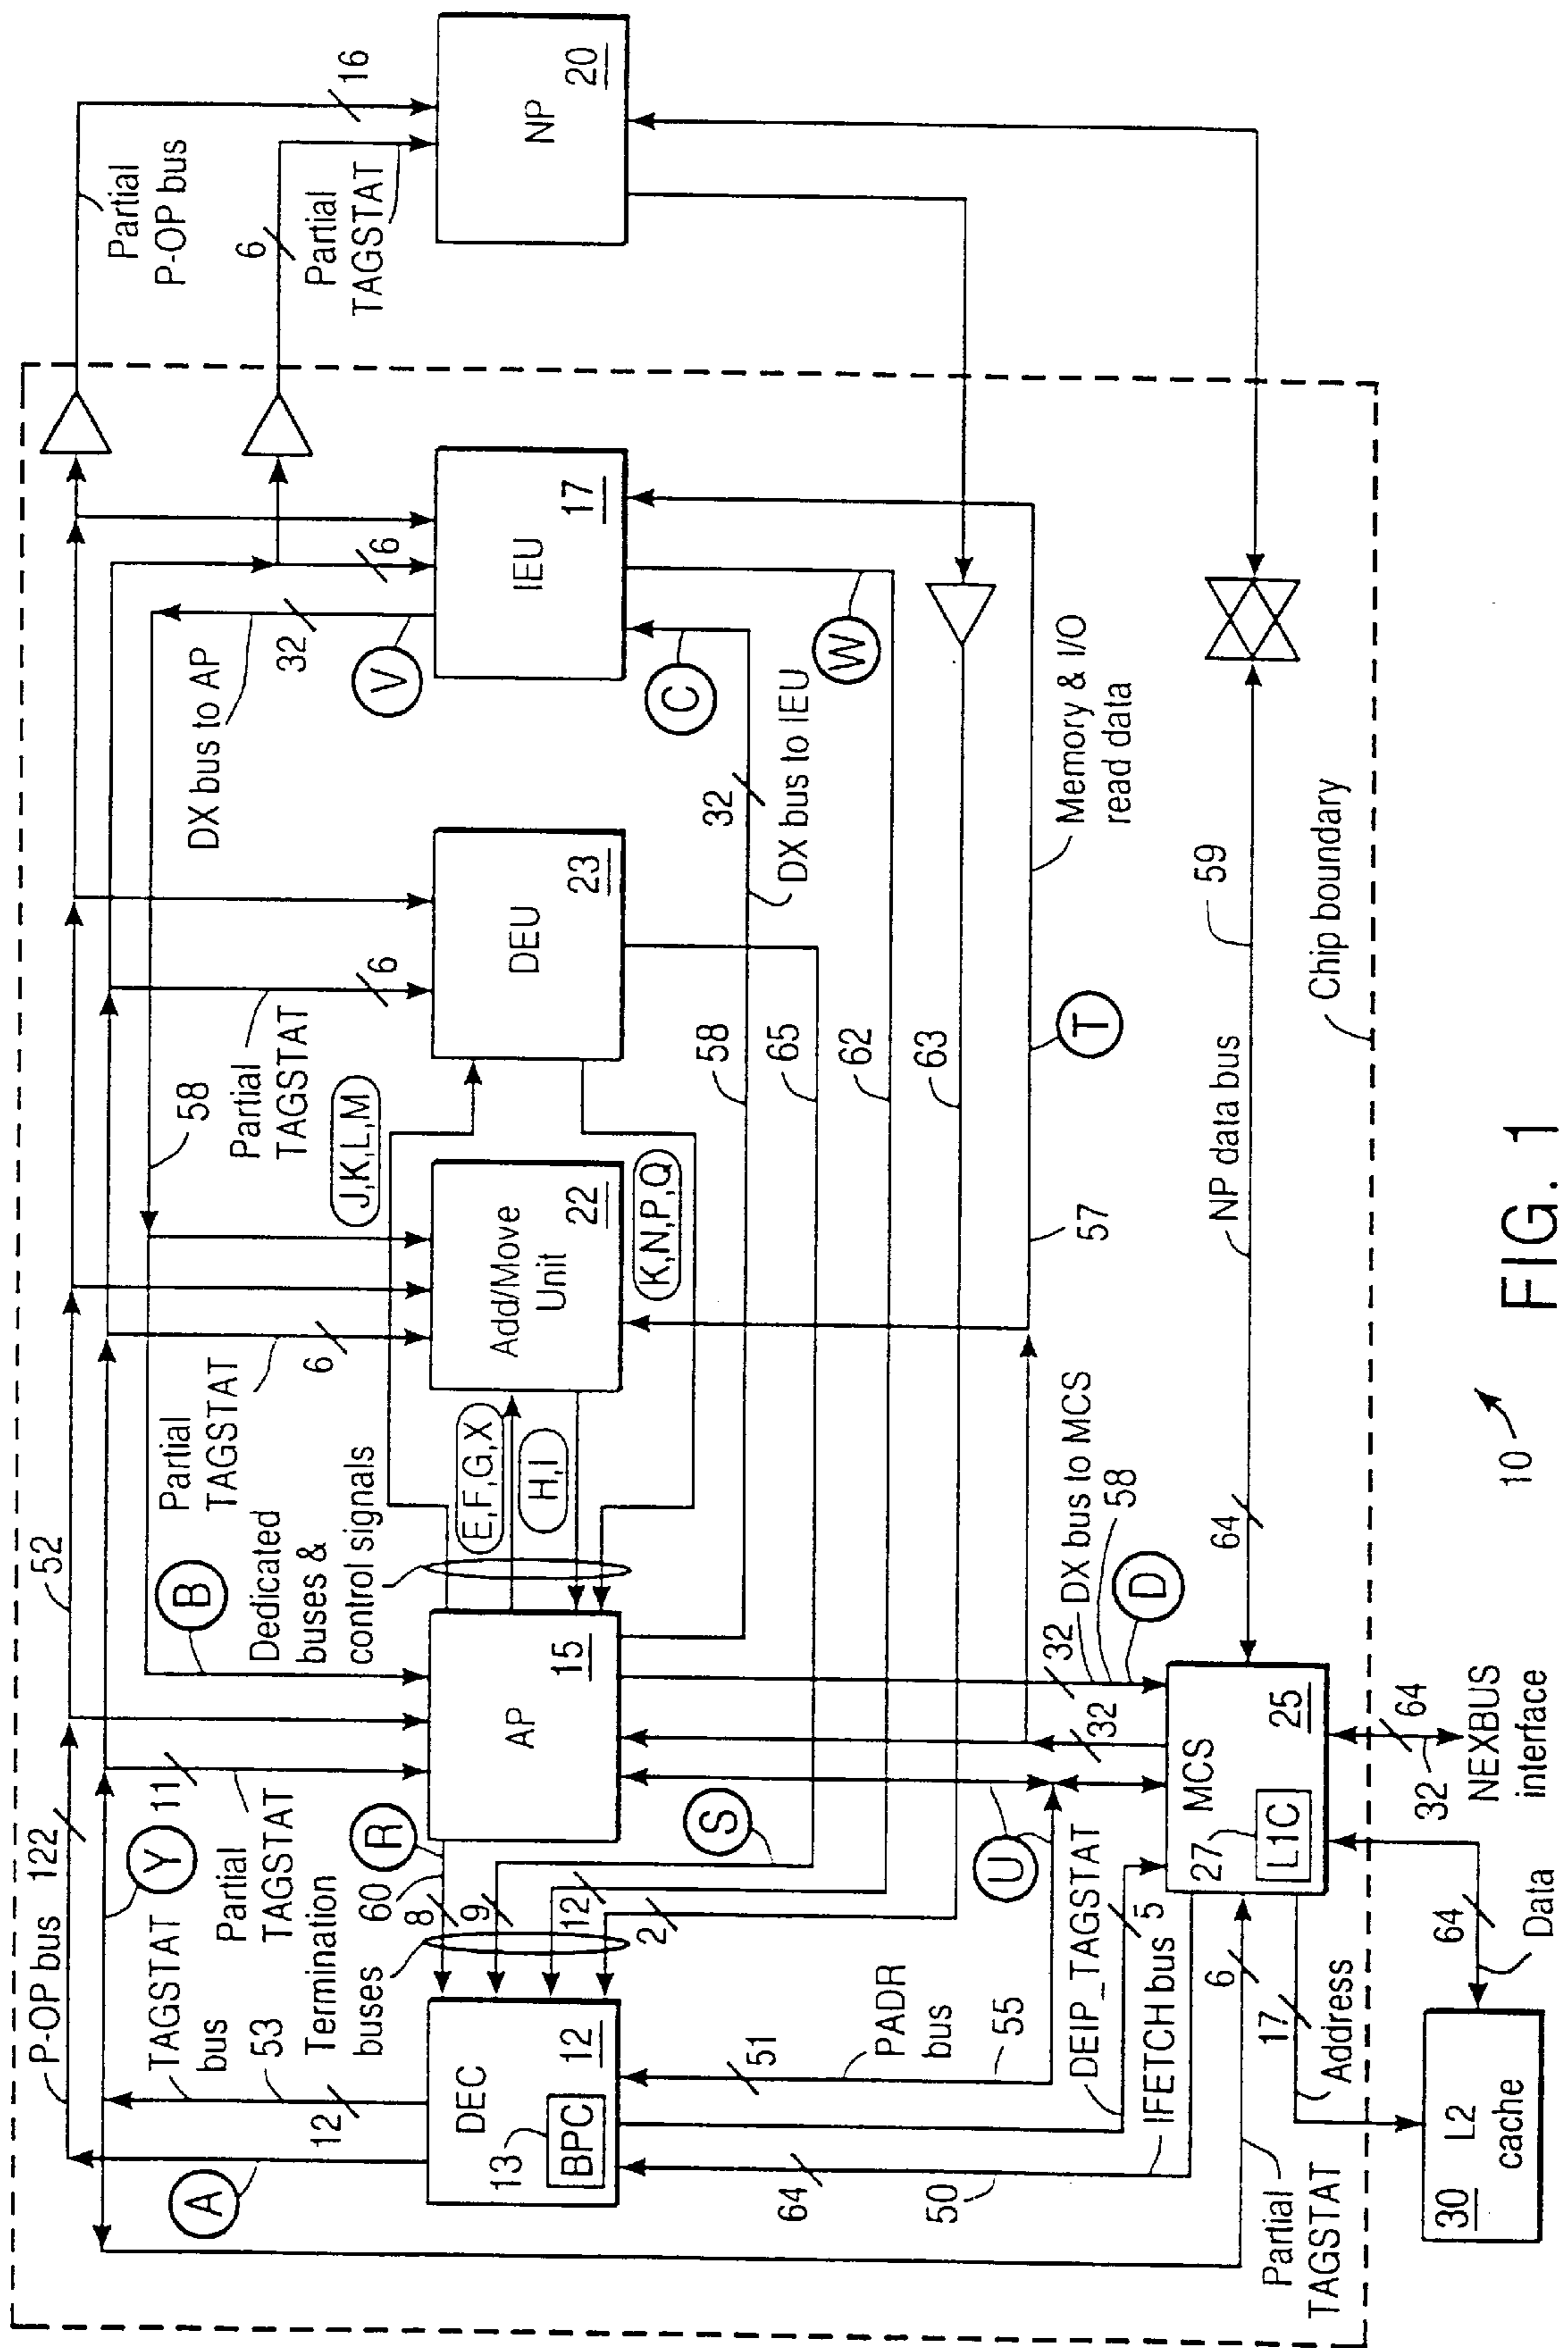 P-OP bus
122
52
Partial
P-OP bus
16
A
Y
11
B
58
DX bus to AP
6
Partial
TAGSTAT
TAGSTAT
bus
53
12
Partial
TAGSTAT
Termination
buses
60
R
8
9
12
2
Dedicated
buses &
control signals
Partial
TAGSTAT
6
E,F,G,X
H,I
J,K,L,M
K,N,P,Q
Partial
TAGSTAT
6
32
V
6
DEC
12
13
BPC
AP
15
Add/Move
Unit
22
DEU
23
IEU
17
NP
20
S
U
C
W
32
DX bus to IEU
58
65
62
63
T
57
Memory & I/O
read data
64
50
51
PADR
bus
55
DEIP_TAGSTAT
5
IFETCH bus
32
32
DX bus to MCS
58
D
MCS
25
27
L1C
64
NP data bus
59
Chip boundary
Partial
TAGSTAT
6
17
Address
64
Data
64
32
NEXBUS
interface
30
L2
cache
10
FIG. 1